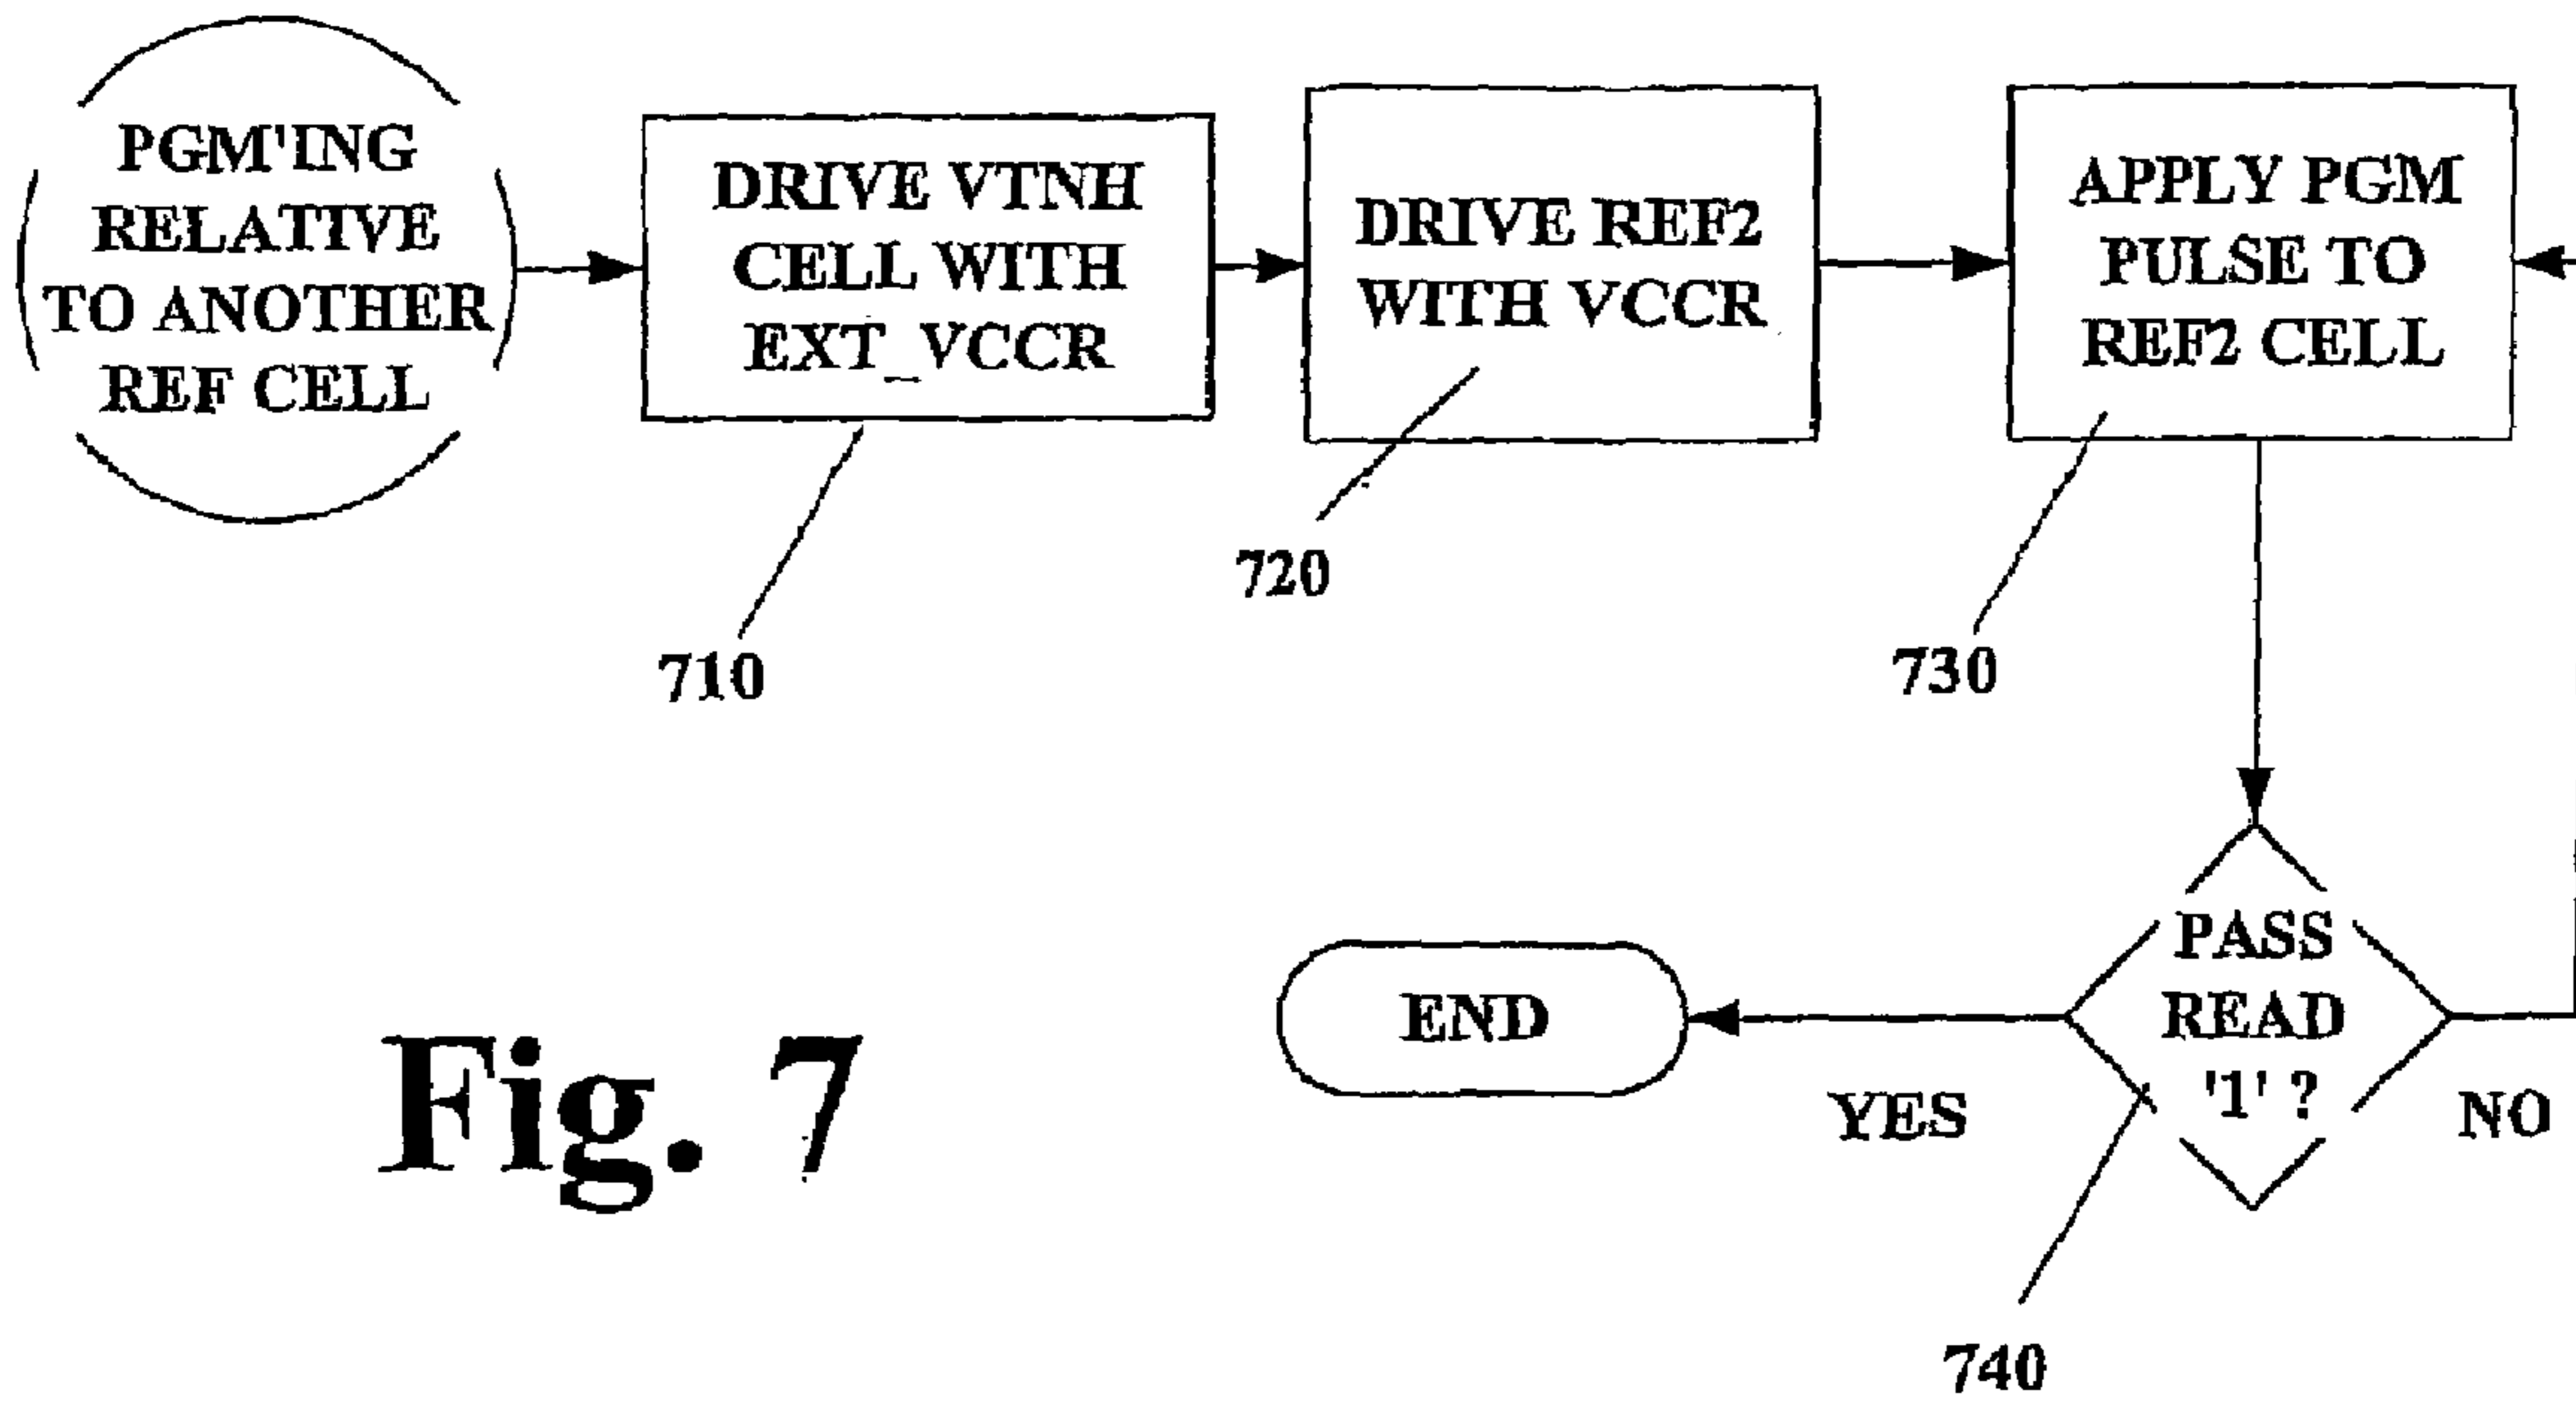 PGM'ING
RELATIVE
TO ANOTHER
REF CELL
DRIVE VTNH
CELL WITH
EXT_VCCR
710
DRIVE REF2
WITH VCCR
720
APPLY PGM
PULSE TO
REF2 CELL
730
PASS
READ
'1' ?
740
YES
NO
END
Fig. 7